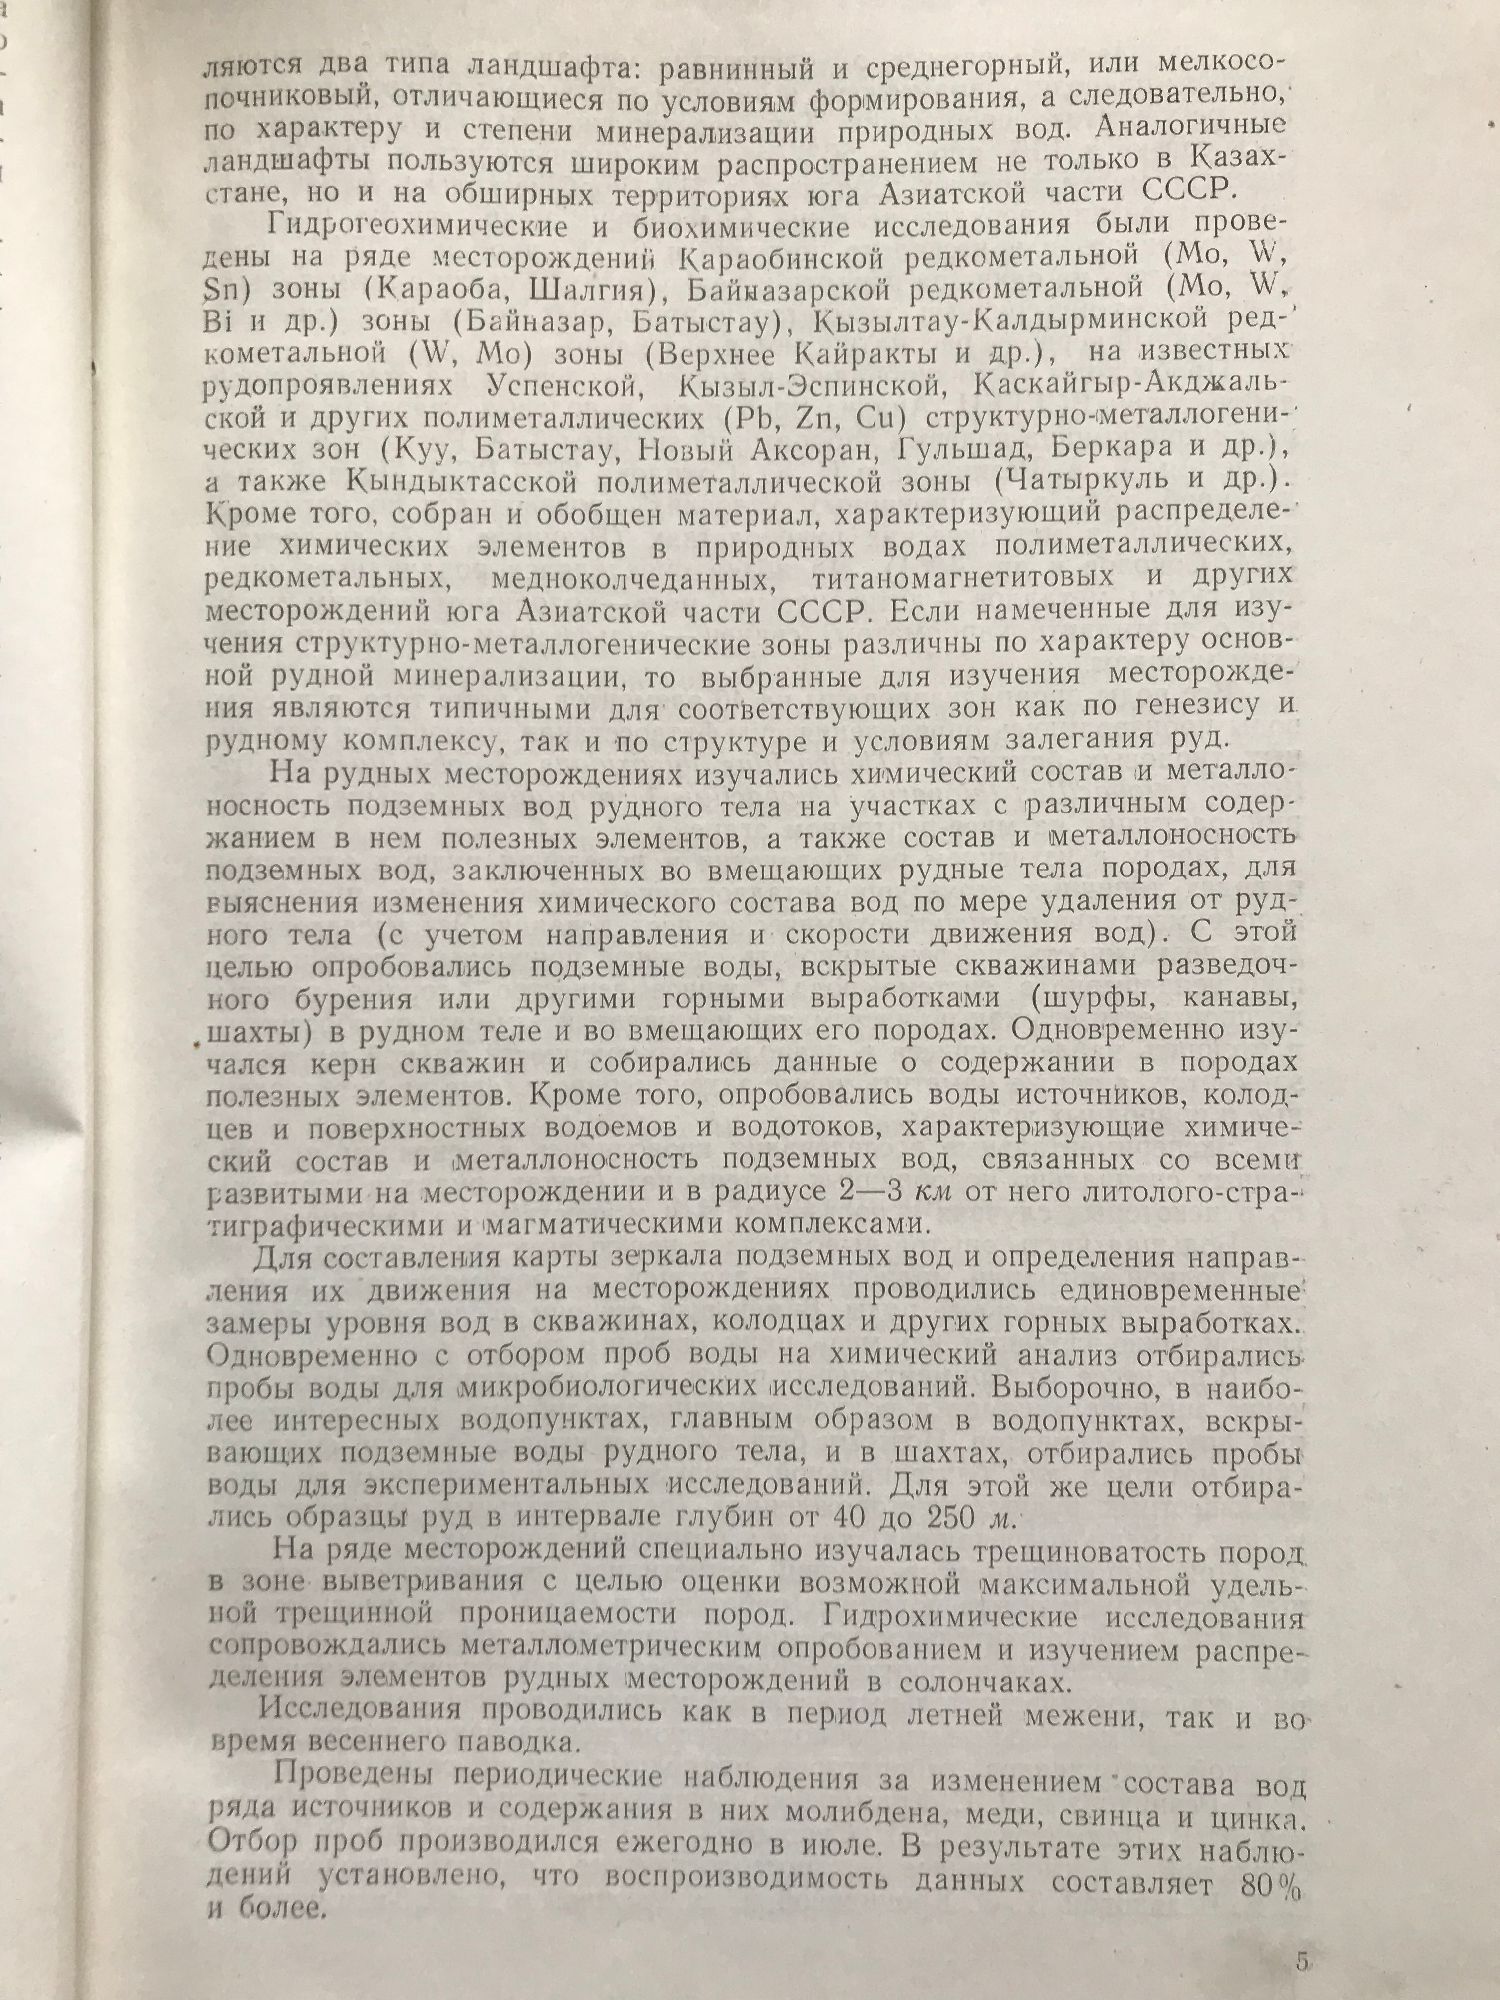 ляются два типа ландшафта: равнинный и среднегорный, или мелкосо-
почниковый, отличающиеся по условиям формирования, а следовательно,
по характеру и степени минерализации природных вод. Аналогичные
ландшафты пользуются широким распространением не только в Казах-
стане, но и на обширных территориях юга Азиатской части СССР.
Гидрогеохимические и биохимические исследования были прове-
дены на ряде месторождений Караобинской редкометальной (Mo, W,
Sn) зоны (Караоба, Шалгия), Байназарской редкометальной (Mo, W,
Bi и др.) зоны (Байназар, Батыстау), Кызылтау-Калдырминской ред-
кометальной (W, Mo) зоны (Верхнее Кайракты и др.), на известных
рудопроявлениях Успенской, Кызыл-Эспинской, Каскайгыр-Акджаль-
ской и других полиметаллических (Pb, Zn, Cu) структурно-металлогени-
ческих зон (Куу, Батыстау, Новый Аксоран, Гульшад, Беркара и др.),
а также Кындыктасской полиметаллической зоны (Чатыркуль и др.).
Кроме того, собран и обобщен материал, характеризующий распределе-
ние химических элементов в природных водах полиметаллических,
редкометальных, медноколчеданных, титаномагнетитовых и других
месторождений юга Азиатской части СССР. Если намеченные для изу-
чения структурно-металлогенические зоны различны по характеру основ-
ной рудной минерализации, то выбранные для изучения месторожде-
ния являются типичными для соответствующих зон как по генезису и
рудному комплексу, так и по структуре и условиям залегания руд.
На рудных месторождениях изучались химический состав и металло-
носность подземных вод рудного тела на участках с различным содер-
жанием в нем полезных элементов, а также состав и металлоносность
подземных вод, заключенных во вмещающих рудные тела породах, для
выяснения изменения химического состава вод по мере удаления от руд-
ного тела (с учетом направления и скорости движения вод). С этой
целью опробовались подземные воды, вскрытые скважинами разведоч-
ного бурения или другими горными выработками (шурфы, канавы,
шахты) в рудном теле и во вмещающих его породах. Одновременно изу-
чался керн скважин и собирались данные о содержании в породах
полезных элементов. Кроме того, опробовались воды источников, колод-
цев и поверхностных водоемов и водотоков, характеризующие химиче-
ский состав и металлоносность подземных вод, связанных со всеми
развитыми на месторождении и в радиусе 2—3 км от него литолого-стра-
тиграфическими и магматическими комплексами.
Для составления карты зеркала подземных вод и определения направ-
ления их движения на месторождениях проводились единовременные
замеры уровня вод в скважинах, колодцах и других горных выработках.
Одновременно с отбором проб воды на химический анализ отбирались
пробы воды для микробиологических исследований. Выборочно, в наибо-
лее интересных водопунктах, главным образом в водопунктах, вскры-
вающих подземные воды рудного тела, и в шахтах, отбирались пробы
воды для экспериментальных исследований. Для этой же цели отбира-
лись образцы руд в интервале глубин от 40 до 250 м.
На ряде месторождений специально изучалась трещиноватость пород
в зоне выветривания с целью оценки возможной максимальной удель-
ной трещинной проницаемости пород. Гидрохимические исследования
сопровождались металлометрическим опробованием и изучением распре-
деления элементов рудных месторождений в солончаках.
Исследования проводились как в период летней межени, так и во
время весеннего паводка.
Проведены периодические наблюдения за изменением состава вод
ряда источников и содержания в них молибдена, меди, свинца и цинка.
Отбор проб производился ежегодно в июле. В результате этих наблю-
дений установлено, что воспроизводимость данных составляет 80%
и более.
5